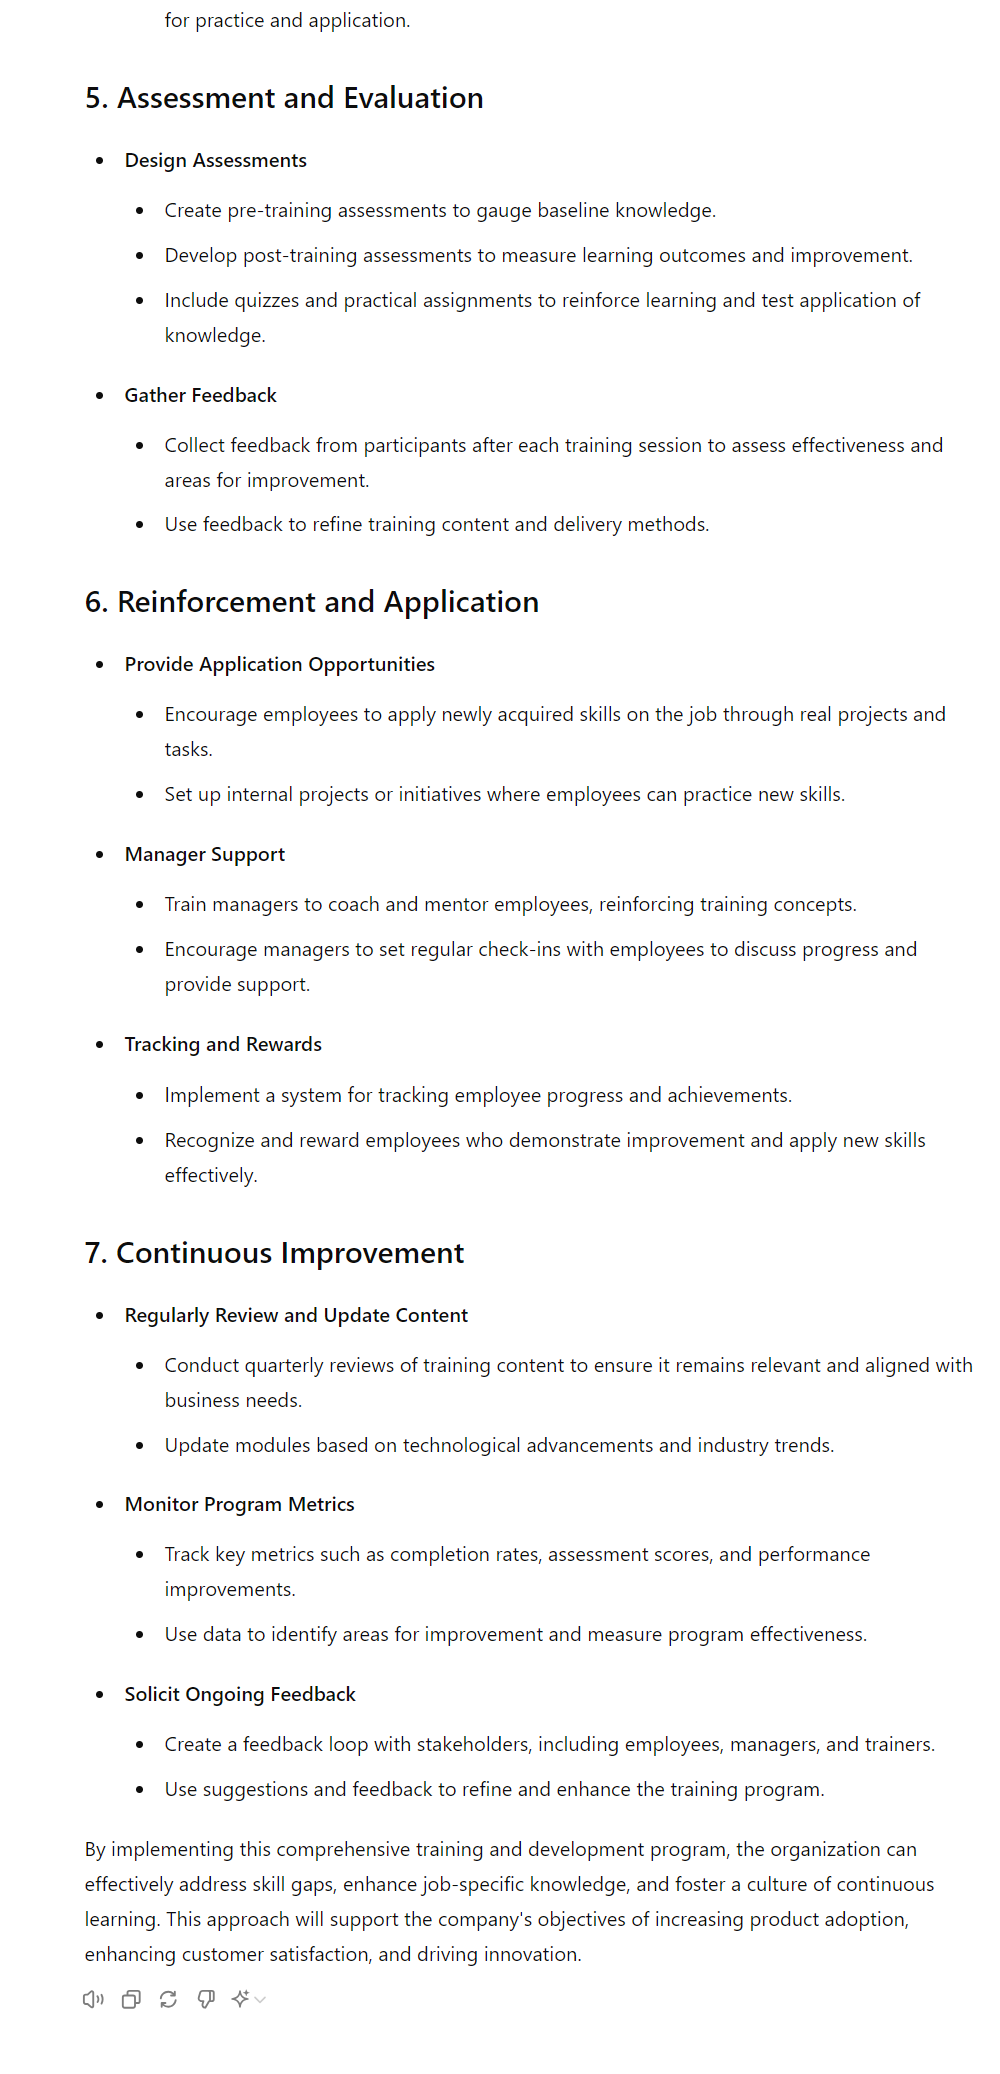 for practice and application.
5. Assessment and Evaluation
• Design Assessments
• Create pre-training assessments to gauge baseline knowledge.
• Develop post-training assessments to measure learning outcomes and improvement.
• Include quizzes and practical assignments to reinforce learning and test application of
knowledge.
• Gather Feedback
• Collect feedback from participants after each training session to assess effectiveness and
areas for improvement.
• Use feedback to refine training content and delivery methods.
6. Reinforcement and Application
• Provide Application Opportunities
• Encourage employees to apply newly acquired skills on the job through real projects and
tasks.
• Set up internal projects or initiatives where employees can practice new skills.
• Manager Support
• Train managers to coach and mentor employees, reinforcing training concepts.
• Encourage managers to set regular check-ins with employees to discuss progress and
provide support.
• Tracking and Rewards
• Implement a system for tracking employee progress and achievements.
• Recognize and reward employees who demonstrate improvement and apply new skills
effectively.
7. Continuous Improvement
• Regularly Review and Update Content
• Conduct quarterly reviews of training content to ensure it remains relevant and aligned with
business needs.
• Update modules based on technological advancements and industry trends.
• Monitor Program Metrics
• Track key metrics such as completion rates, assessment scores, and performance
improvements.
• Use data to identify areas for improvement and measure program effectiveness.
• Solicit Ongoing Feedback
• Create a feedback loop with stakeholders, including employees, managers, and trainers.
• Use suggestions and feedback to refine and enhance the training program.
By implementing this comprehensive training and development program, the organization can
effectively address skill gaps, enhance job-specific knowledge, and foster a culture of continuous
learning. This approach will support the company's objectives of increasing product adoption,
enhancing customer satisfaction, and driving innovation.